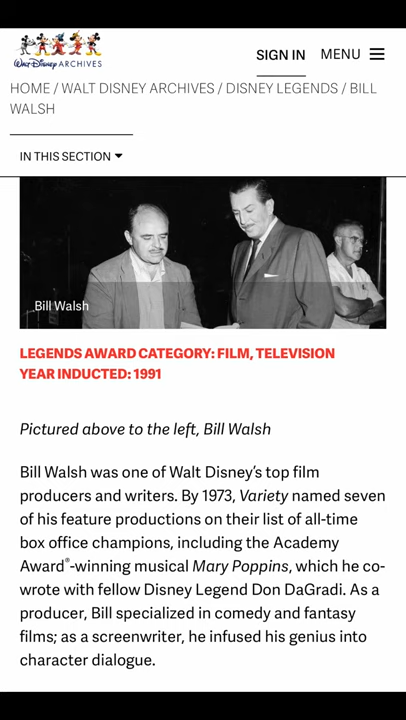 Walt Disney ARCHIVES
SIGN IN MENU
HOME / WALT DISNEY ARCHIVES / DISNEY LEGENDS / BILL
WALSH
IN THIS SECTION
Bill Walsh
LEGENDS AWARD CATEGORY: FILM, TELEVISION
YEAR INDUCTED: 1991
Pictured above to the left, Bill Walsh
Bill Walsh was one of Walt Disney’s top film
producers and writers. By 1973, Variety named seven
of his feature productions on their list of all-time
box office champions, including the Academy
Award®-winning musical Mary Poppins, which he co-
wrote with fellow Disney Legend Don DaGradi. As a
producer, Bill specialized in comedy and fantasy
films; as a screenwriter, he infused his genius into
character dialogue.